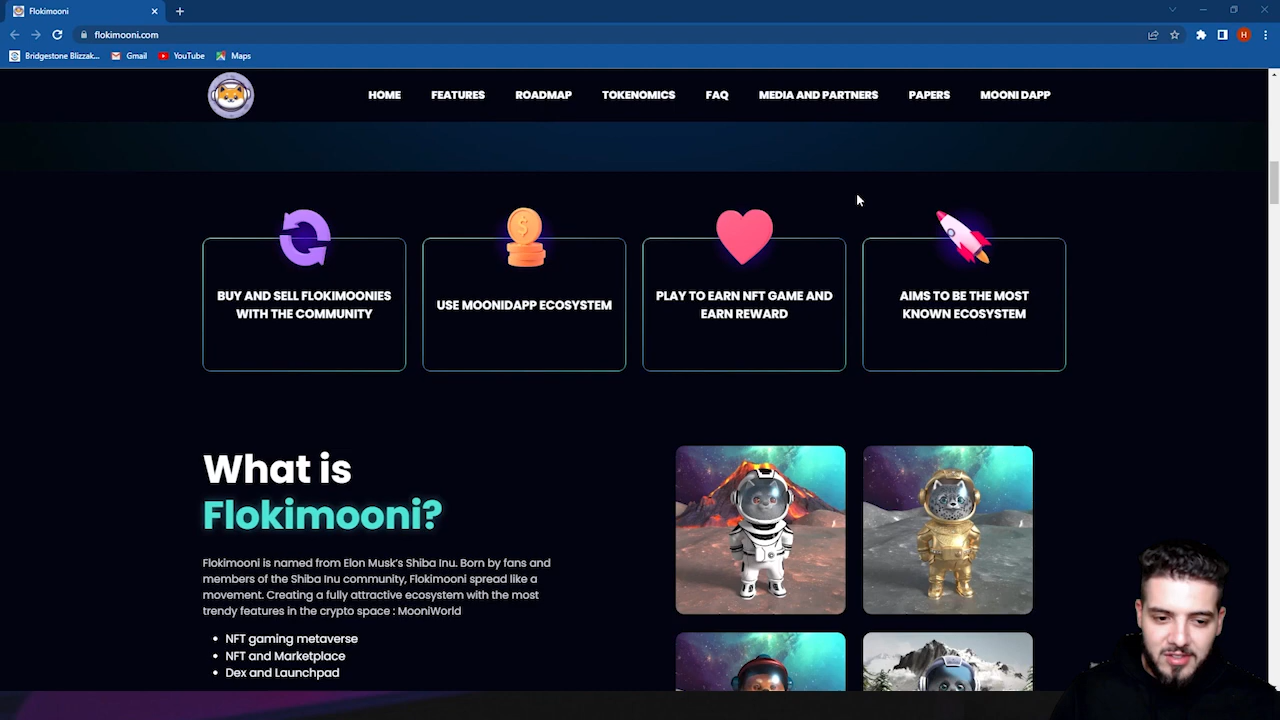 Flokimooni
flokimooni.com
H
Bridgestone Blizzak...
Gmail
YouTube
Maps
HOME
FEATURES
ROADMAP
TOKENOMICS
FAQ
MEDIA AND PARTNERS
PAPERS
MOONI DAPP
BUY AND SELL FLOKIMOONIES
WITH THE COMMUNITY
USE MOONIDAPP ECOSYSTEM
PLAY TO EARN NFT GAME AND
EARN REWARD
AIMS TO BE THE MOST
KNOWN ECOSYSTEM
What is
Flokimooni?
Flokimooni is named from Elon Musk's Shiba Inu. Born by fans and
members of the Shiba Inu community, Flokimooni spread like a
movement. Creating a fully attractive ecosystem with the most
trendy features in the crypto space : MooniWorld
• NFT gaming metaverse
• NFT and Marketplace
• Dex and Launchpad